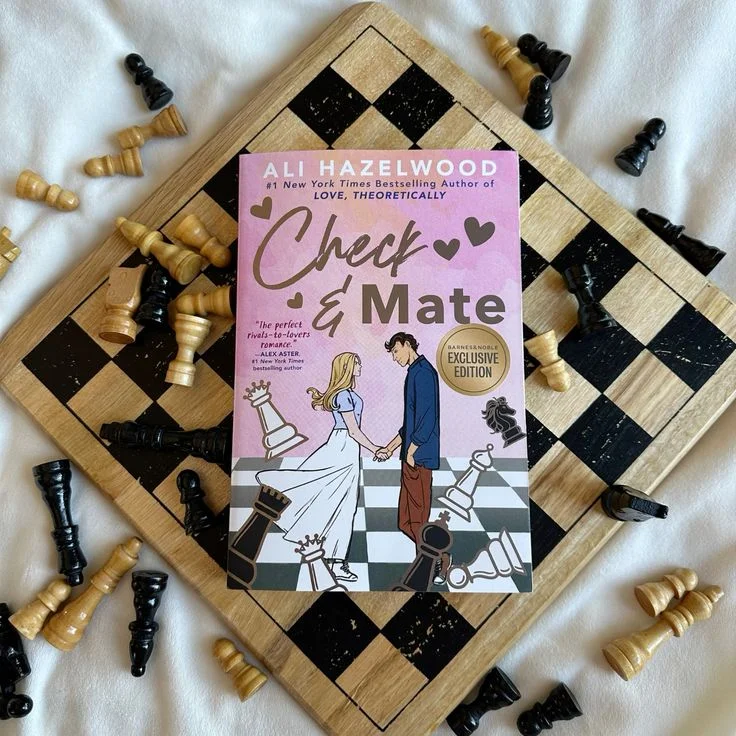 ALI HAZELWOOD
#1 New York Times Bestselling Author of
LOVE, THEORETICALLY
Check
& Mate
"The perfect
rivals-to-lovers
romance."
—ALEX ASTER,
#1 New York Times
bestselling author
BARNES&NOBLE
EXCLUSIVE
EDITION